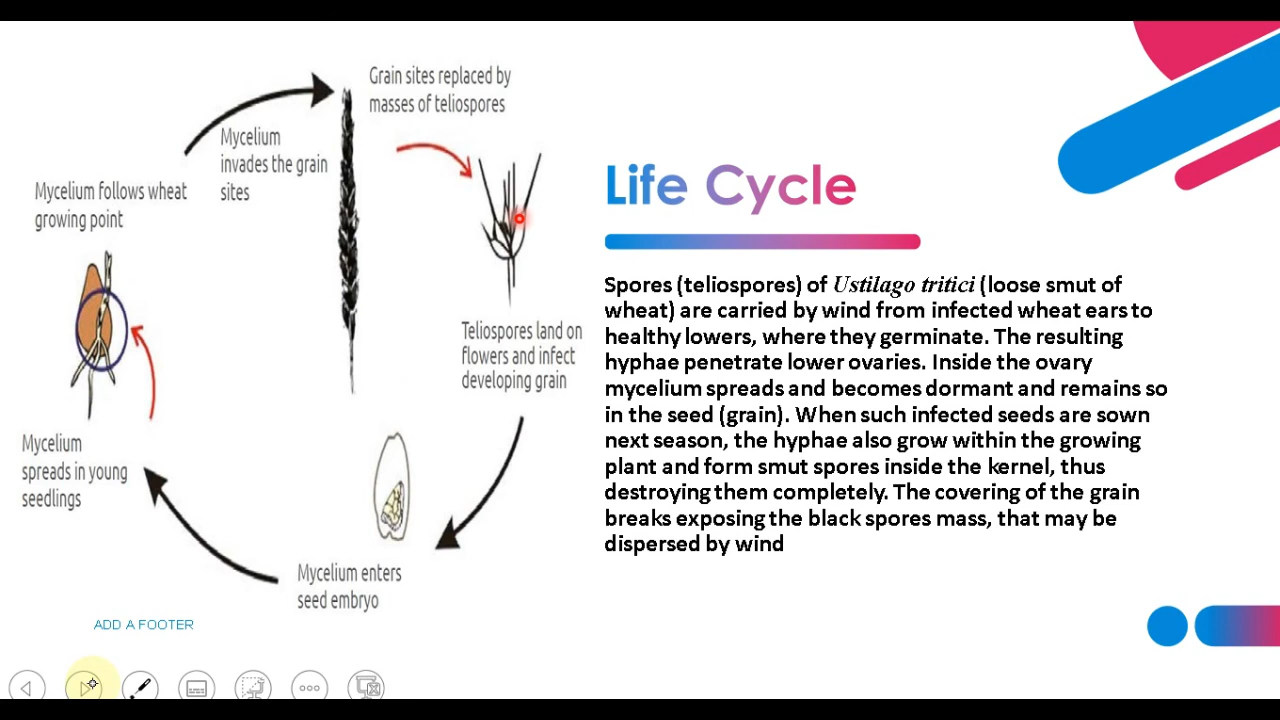 Grain sites replaced by
masses of teliospores
Mycelium
invades the grain
sites
Mycelium follows wheat
growing point
Teliospores land on
flowers and infect
developing grain
Mycelium
spreads in young
seedlings
Mycelium enters
seed embryo
ADD A FOOTER
Life Cycle
Spores (teliospores) of Ustilago tritici (loose smut of
wheat) are carried by wind from infected wheat ears to
healthy lowers, where they germinate. The resulting
hyphae penetrate lower ovaries. Inside the ovary
mycelium spreads and becomes dormant and remains so
in the seed (grain). When such infected seeds are sown
next season, the hyphae also grow within the growing
plant and form smut spores inside the kernel, thus
destroying them completely. The covering of the grain
breaks exposing the black spores mass, that may be
dispersed by wind